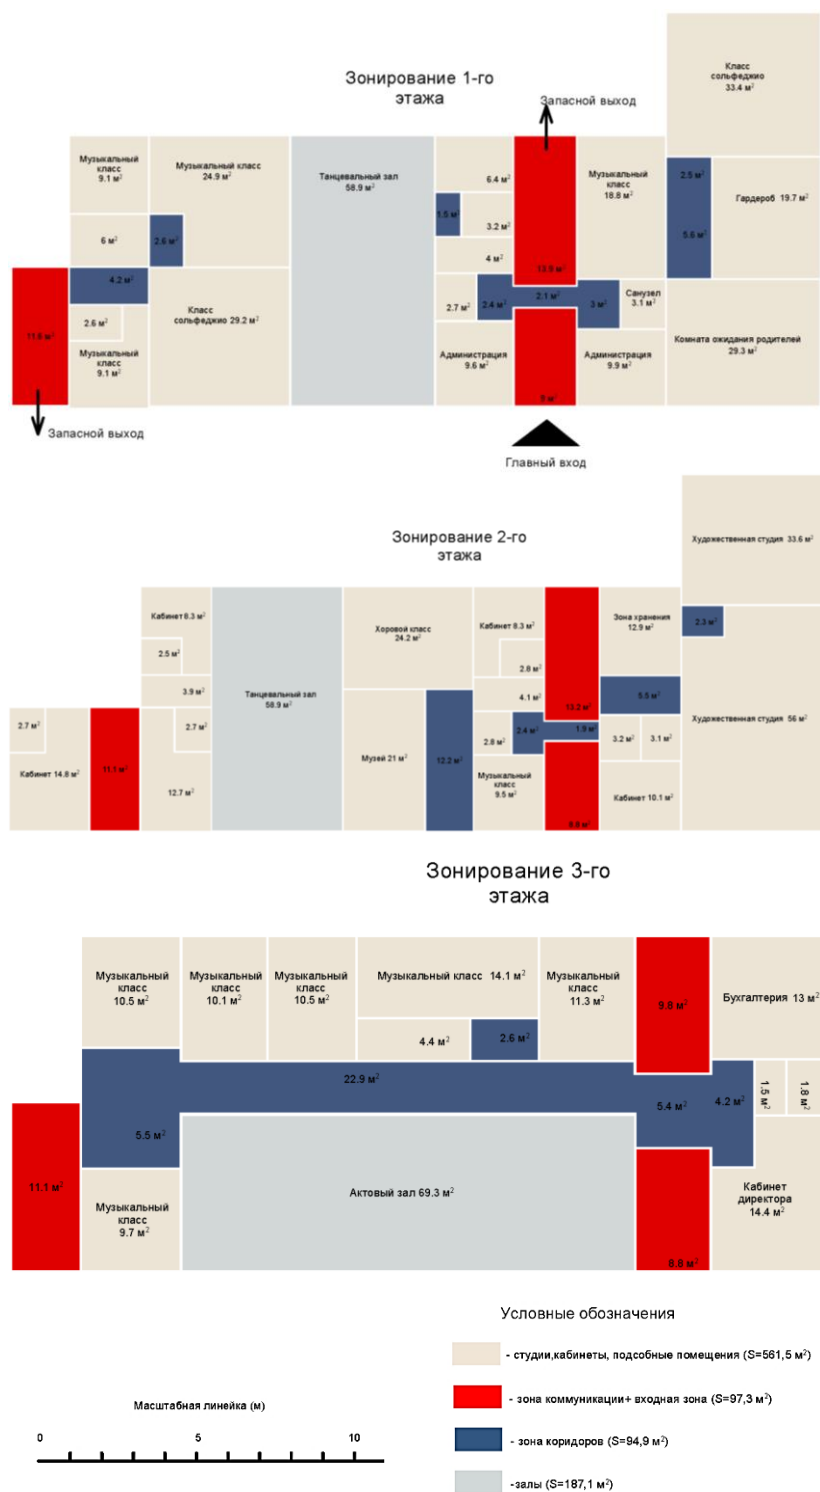 Зонирование 1-го
этажа
Запасной выход
Класс
сольфеджио
33.4 м²
Музыкальный
класс
9.1 м²
Музыкальный класс
24.9 м²
Танцевальный зал
58.9 м²
6.4 м²
Музыкальный
класс
18.8 м²
2.5 м²
Гардероб 19.7 м²
1.5 м²
3.2 м²
6 м²
2.6 м²
5.6 м²
4 м²
4.2 м²
2.7 м²
2.4 м²
2.1 м²
3 м²
Санузел
3.1 м²
Класс
сольфеджио 29.2 м²
2.6 м²
Комната ожидания родителей
29.3 м²
Музыкальный
класс
9.1 м²
Администрация
9.6 м²
Администрация
9.9 м²
9 м²
Запасной выход
Главный вход
Зонирование 2-го
этажа
Художественная студия 33.6 м²
Кабинет 8.3 м²
Хоровой класс
24.2 м²
Кабинет 8.3 м²
Зона хранения
12.9 м²
2.3 м²
2.5 м²
2.8 м²
3.9 м²
Танцевальный зал
58.9 м²
4.1 м²
5.5 м²
13.2 м²
Художественная студия 56 м²
2.7 м²
2.7 м²
2.8 м²
2.4 м²
1.9 м²
3.2 м²
3.1 м²
11.1 м²
Музей 21 м²
12.2 м²
Кабинет 14.8 м²
12.7 м²
Музыкальный
класс
9.5 м²
Кабинет 10.1 м²
8.6 м²
Зонирование 3-го
этажа
Музыкальный
класс
10.5 м²
Музыкальный
класс
10.1 м²
Музыкальный
класс
10.5 м²
Музыкальный класс 14.1 м²
Музыкальный
класс
11.3 м²
9.8 м²
Бухгалтерия 13 м²
4.4 м²
2.6 м²
22.9 м²
1.5 м²
1.8 м²
4.2 м²
5.4 м²
5.5 м²
11.1 м²
Актовый зал 69.3 м²
Музыкальный
класс
9.7 м²
Кабинет
директора
14.4 м²
8.8 м²
Условные обозначения
- студии,кабинеты, подсобные помещения (S=561,5 м²)
- зона коммуникации+ входная зона (S=97,3 м²)
- зона коридоров (S=94,9 м²)
-залы (S=187,1 м²)
Масштабная линейка (м)
0 5 10